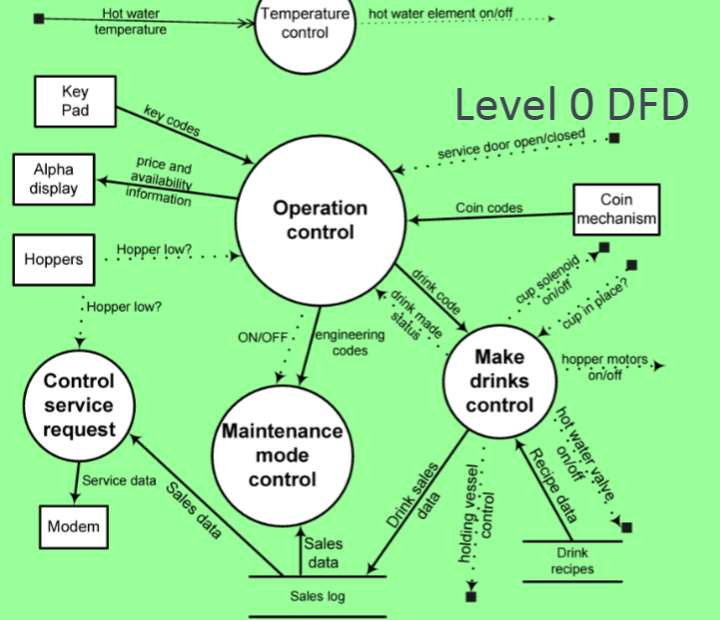 Hot water
temperature
Temperature
control
hot water element on/off
Level 0 DFD
Key
Pad
key codes
service door open/closed
Alpha
display
price and
availability
information
Operation
control
Coin codes
Coin
mechanism
Hoppers
Hopper low?
Hopper low?
drink code
drink made
status
cup solenoid
on/off
cup in place?
ON/OFF
engineering
codes
Make
drinks
control
hopper motors
on/off
Control
service
request
Maintenance
mode
control
hot water valve
on/off
Service data
Sales data
Drink sales
data
holding vessel
control
Recipe data
Modem
Sales
data
Drink
recipes
Sales log